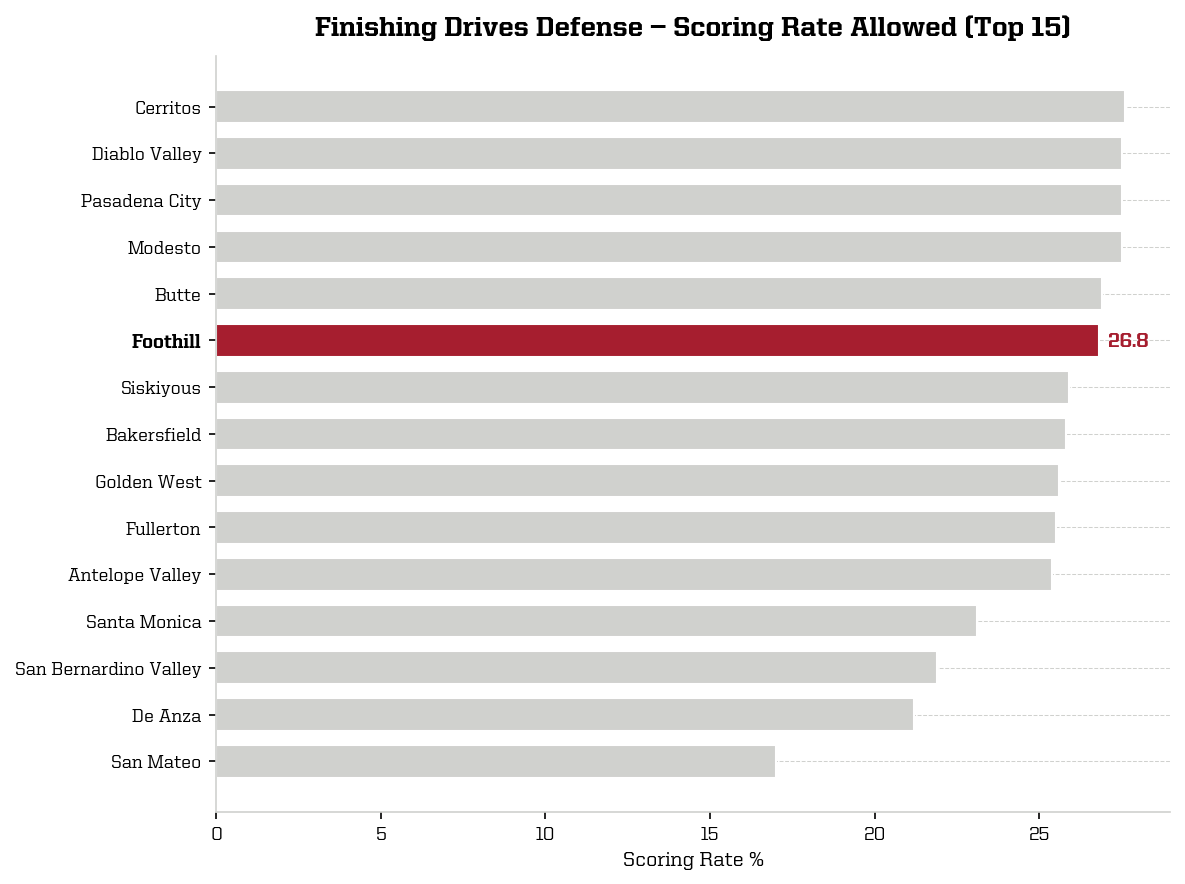 Finishing Drives Defense – Scoring Rate Allowed (Top 15)
Cerritos
Diablo Valley
Pasadena City
Modesto
Butte
Foothill 26.8
Siskiyous
Bakersfield
Golden West
Fullerton
Antelope Valley
Santa Monica
San Bernardino Valley
De Anza
San Mateo
0 5 10 15 20 25
Scoring Rate %